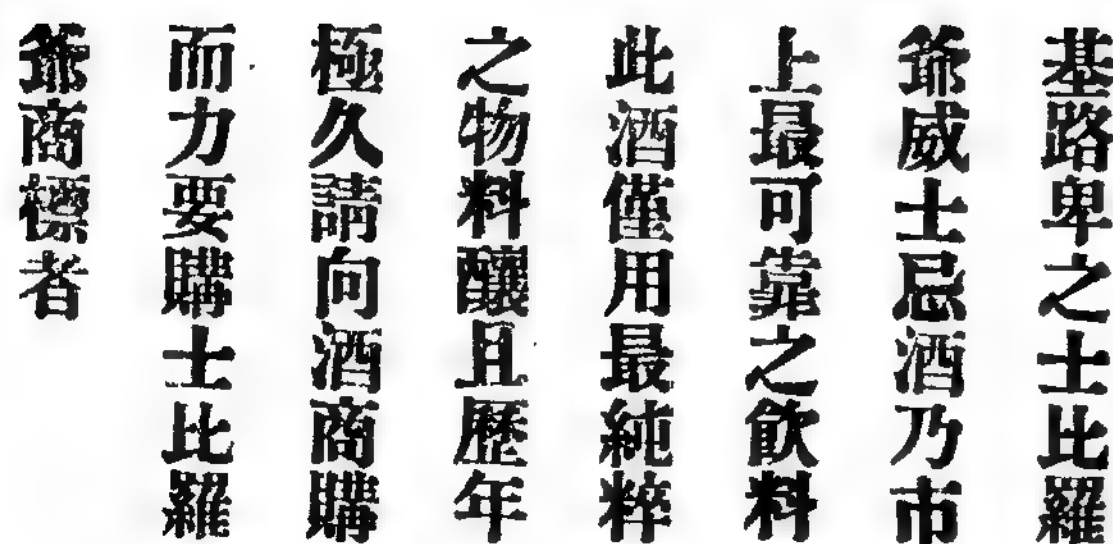 基路卑之士比羅
爺威士忌酒乃市
上最可靠之飲料
此酒僅用最純粹
之物料釀且歷年
極久請向酒商購
而力要購士比羅
爺商標者